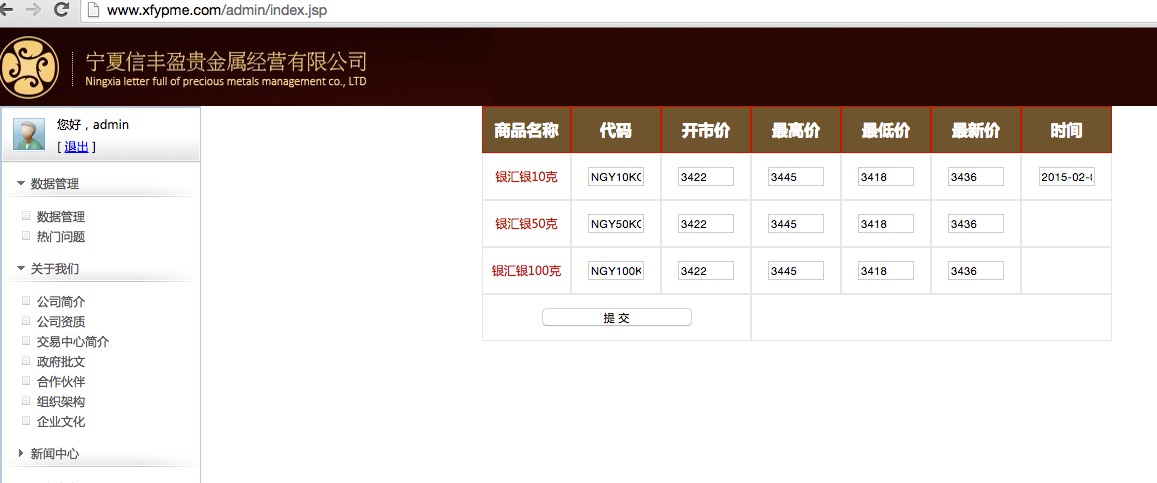 www.xfypme.com/admin/index.jsp
宁夏信丰盈贵金属经营有限公司
Ningxia letter full of precious metals management co., LTD
您好，admin
[ 退出 ]
数据管理
数据管理
热门问题
关于我们
公司简介
公司资质
交易中心简介
政府批文
合作伙伴
组织架构
企业文化
新闻中心
商品名称 代码 开市价 最高价 最低价 最新价 时间
银汇银10克 NGY10KG 3422 3445 3418 3436 2015-02-
银汇银50克 NGY50KG 3422 3445 3418 3436
银汇银100克 NGY100K 3422 3445 3418 3436
提 交